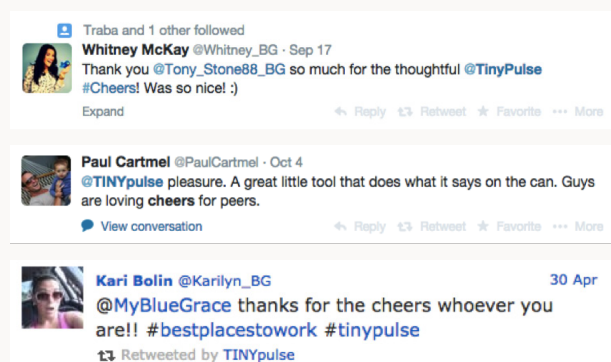 Traba and 1 other followed
Whitney McKay @Whitney_BG · Sep 17
Thank you @Tony_Stone88_BG so much for the thoughtful @TinyPulse
#Cheers! Was so nice! :)
Expand Reply Retweet Favorite More
Paul Cartmel @PaulCartmel · Oct 4
@TINYpulse pleasure. A great little tool that does what it says on the can. Guys
are loving cheers for peers.
View conversation Reply Retweet Favorite More
Kari Bolin @Karilyn_BG 30 Apr
@MyBlueGrace thanks for the cheers whoever you
are!! #bestplacestowork #tinypulse
Retweeted by TINYpulse